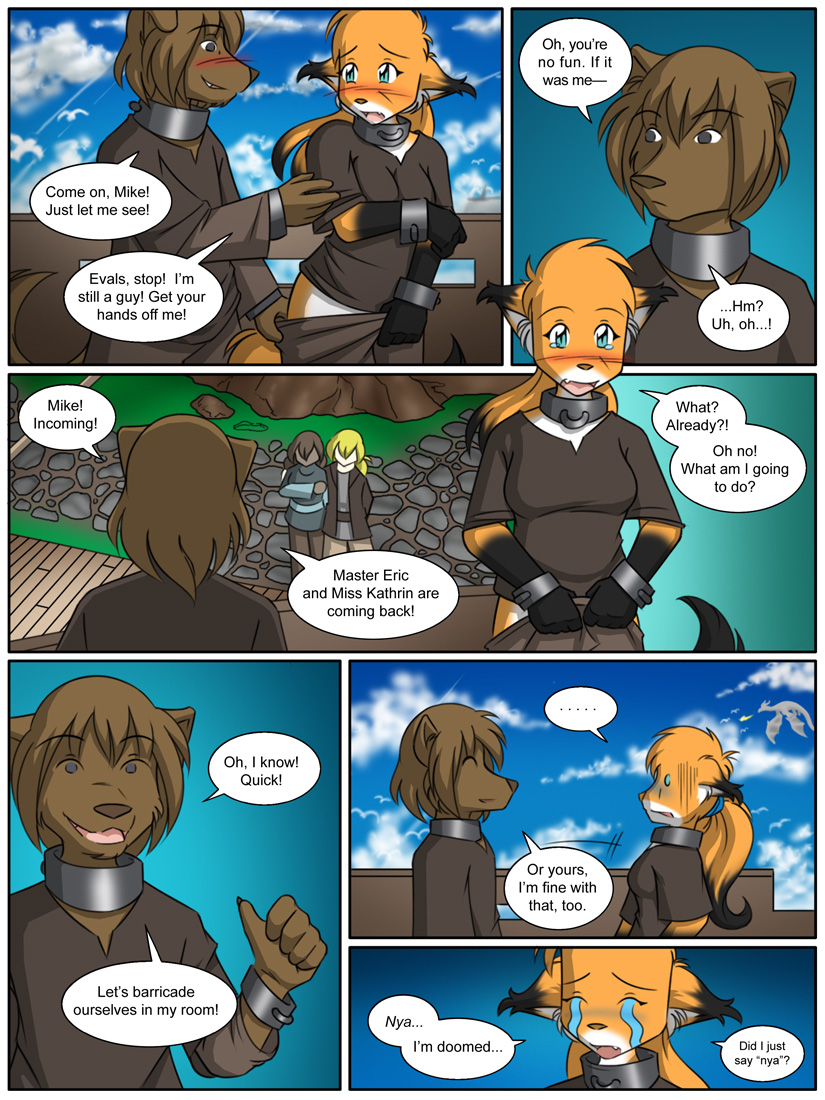 Come on, Mike!
Just let me see!
Evals, stop!  I'm
still a guy! Get your
hands off me!
Oh, you're
no fun. If it
was me—
...Hm?
Uh, oh...!
Mike!
Incoming!
What?
Already?!
Oh no!
What am I going
to do?
Master Eric
and Miss Kathrin are
coming back!
Oh, I know!
Quick!
Let's barricade
ourselves in my room!
. . . . .
Or yours,
I'm fine with
that, too.
Nya...
I'm doomed...
Did I just
say “nya”?